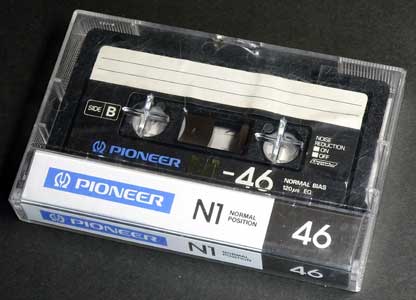 SIDE B
NOISE
REDUCTION
ON
OFF
PIONEER
N1-46
NORMAL BIAS
120μs EQ
PIONEER
N1 NORMAL
POSITION
46
PIONEER
N1 NORMAL
POSITION
46